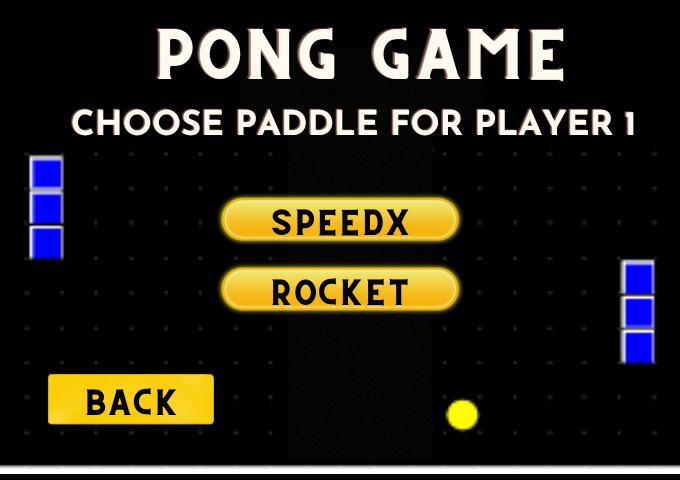 PONG GAME
CHOOSE PADDLE FOR PLAYER 1
SPEEDX
ROCKET
BACK